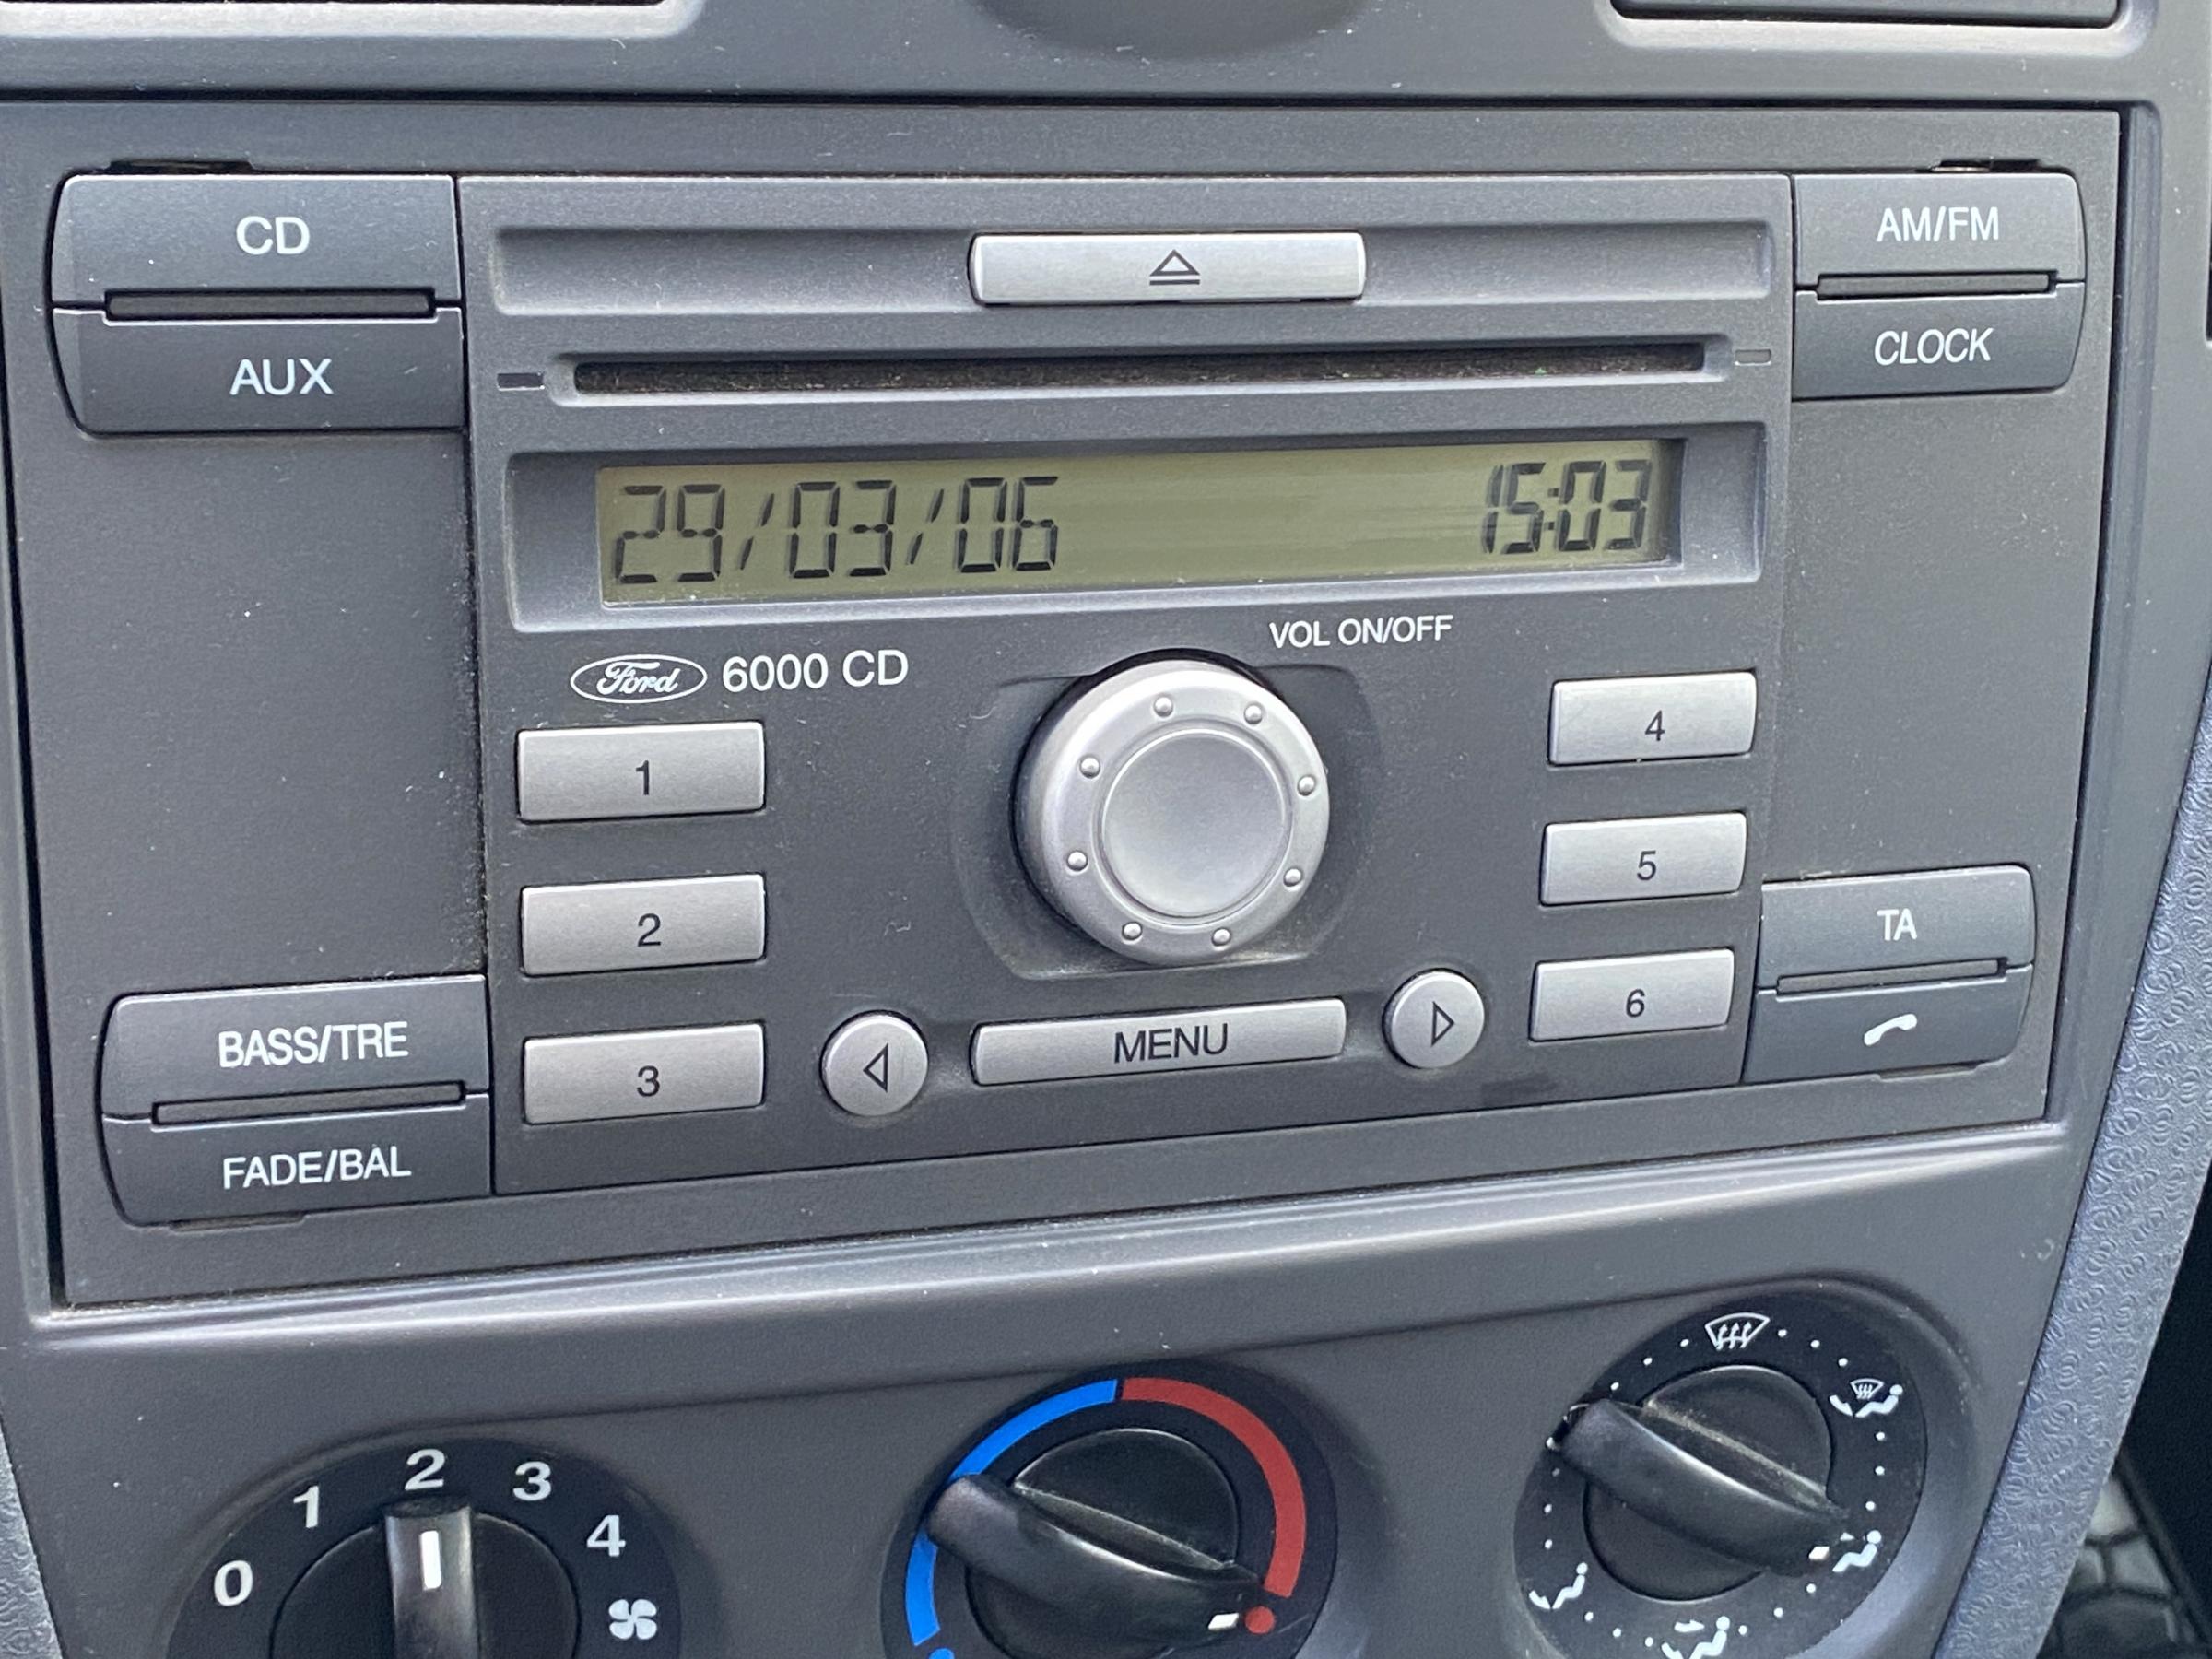 CD
AM/FM
AUX
CLOCK
29/03/06 15:03
VOL ON/OFF
Ford 6000 CD
1
4
2
5
3
6
MENU
TA
BASS/TRE
FADE/BAL
0 1 2 3 4